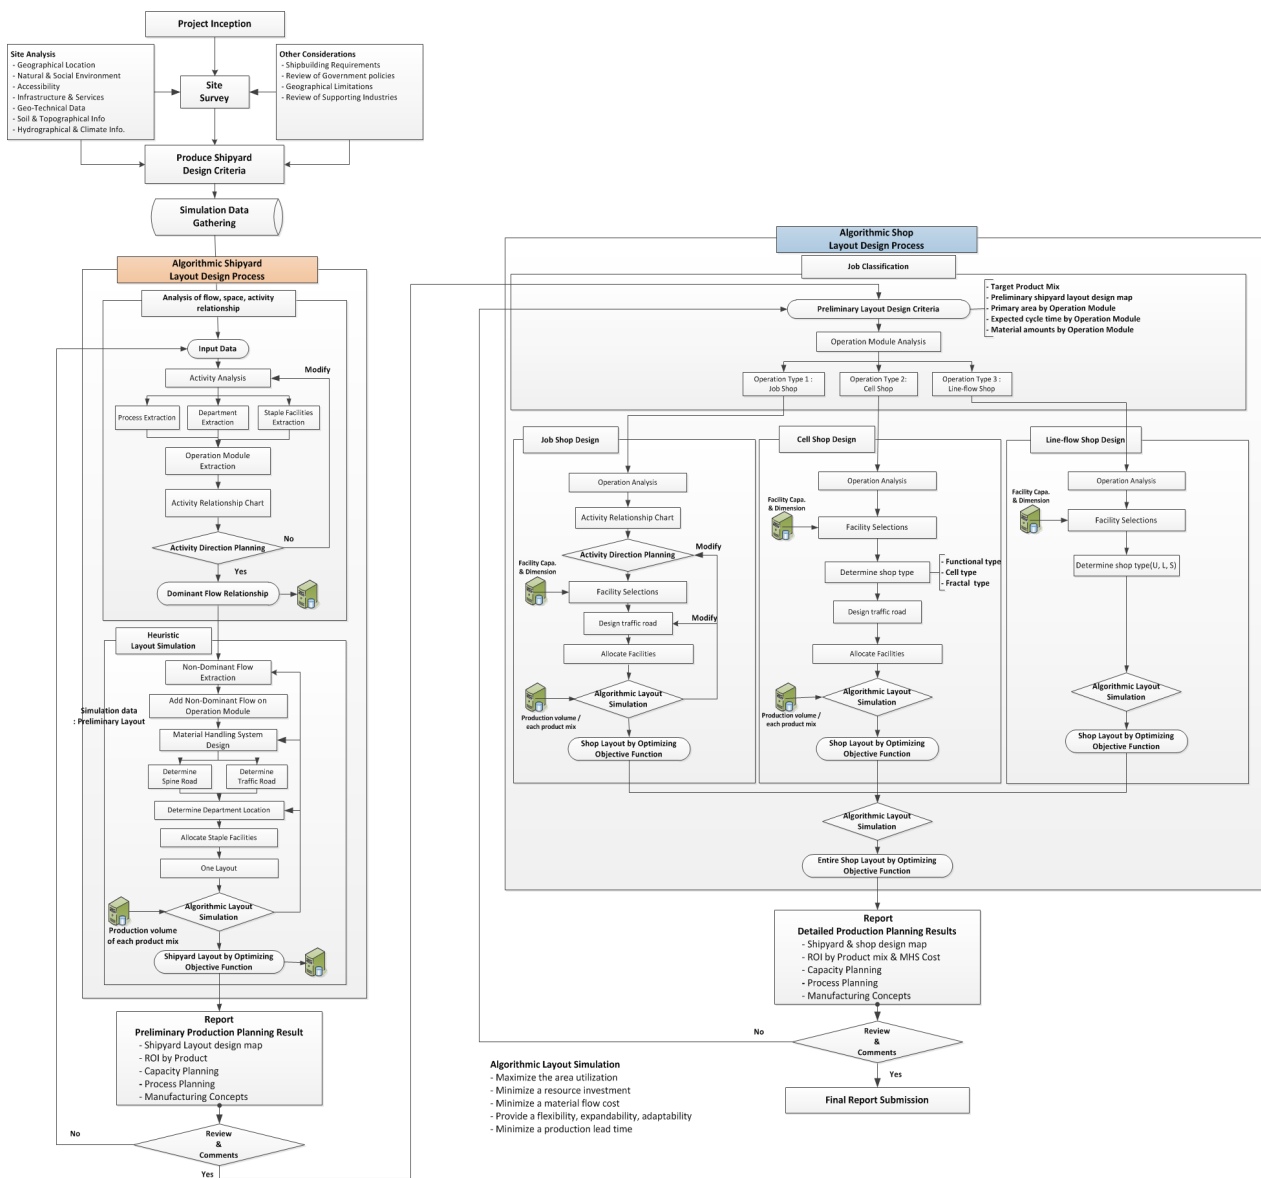 Project Inception
Site Analysis
- Geographical Location
- Natural & Social Environment
- Accessibility
- Infrastructure & Services
- Geo-Technical Data
- Soil & Topographical Info
- Hydrographical & Climate Info.
Site
Survey
Other Considerations
- Shipbuilding Requirements
- Review of Government policies
- Geographical Limitations
- Review of Supporting Industries
Produce Shipyard
Design Criteria
Simulation Data
Gathering
Algorithmic Shipyard
Layout Design Process
Analysis of flow, space, activity
relationship
Input Data
Activity Analysis
Modify
Process Extraction
Department
Extraction
Staple Facilities
Extraction
Operation Module
Extraction
Activity Relationship Chart
Activity Direction Planning
No
Yes
Dominant Flow Relationship
Heuristic
Layout Simulation
Non-Dominant Flow
Extraction
Simulation data
: Preliminary Layout
Add Non-Dominant Flow on
Operation Module
Material Handling System
Design
Determine
Spine Road
Determine
Traffic Road
Determine Department Location
Allocate Staple Facilities
One Layout
Algorithmic Layout
Simulation
Production volume
of each product mix
Shipyard Layout by Optimizing
Objective Function
Report
Preliminary Production Planning Result
- Shipyard Layout design map
- ROI by Product
- Capacity Planning
- Process Planning
- Manufacturing Concepts
Review
&
Comments
No
Yes
Algorithmic Shop
Layout Design Process
Job Classification
Preliminary Layout Design Criteria
- Target Product Mix
- Preliminary shipyard layout design map
- Primary area by Operation Module
- Expected cycle time by Operation Module
- Material amounts by Operation Module
Operation Module Analysis
Operation Type 1 :
Job Shop
Operation Type 2:
Cell Shop
Operation Type 3 :
Line-flow Shop
Job Shop Design
Operation Analysis
Activity Relationship Chart
Activity Direction Planning
Modify
Facility Capa.
& Dimension
Facility Selections
Design traffic road
Modify
Allocate Facilities
Algorithmic Layout
Simulation
Production volume /
each product mix
Shop Layout by Optimizing
Objective Function
Cell Shop Design
Operation Analysis
Facility Capa.
& Dimension
Facility Selections
Determine shop type
- Functional type
- Cell type
- Fractal type
Design traffic road
Allocate Facilities
Algorithmic Layout
Simulation
Production volume /
each product mix
Shop Layout by Optimizing
Objective Function
Line-flow Shop Design
Operation Analysis
Facility Capa.
& Dimension
Facility Selections
Determine shop type(U, L, S)
Algorithmic Layout
Simulation
Shop Layout by Optimizing
Objective Function
Algorithmic Layout
Simulation
Entire Shop Layout by Optimizing
Objective Function
Report
Detailed Production Planning Results
- Shipyard & shop design map
- ROI by Product mix & MHS Cost
- Capacity Planning
- Process Planning
- Manufacturing Concepts
Review
&
Comments
No
Yes
Final Report Submission
Algorithmic Layout Simulation
- Maximize the area utilization
- Minimize a resource investment
- Minimize a material flow cost
- Provide a flexibility, expandability, adaptability
- Minimize a production lead time